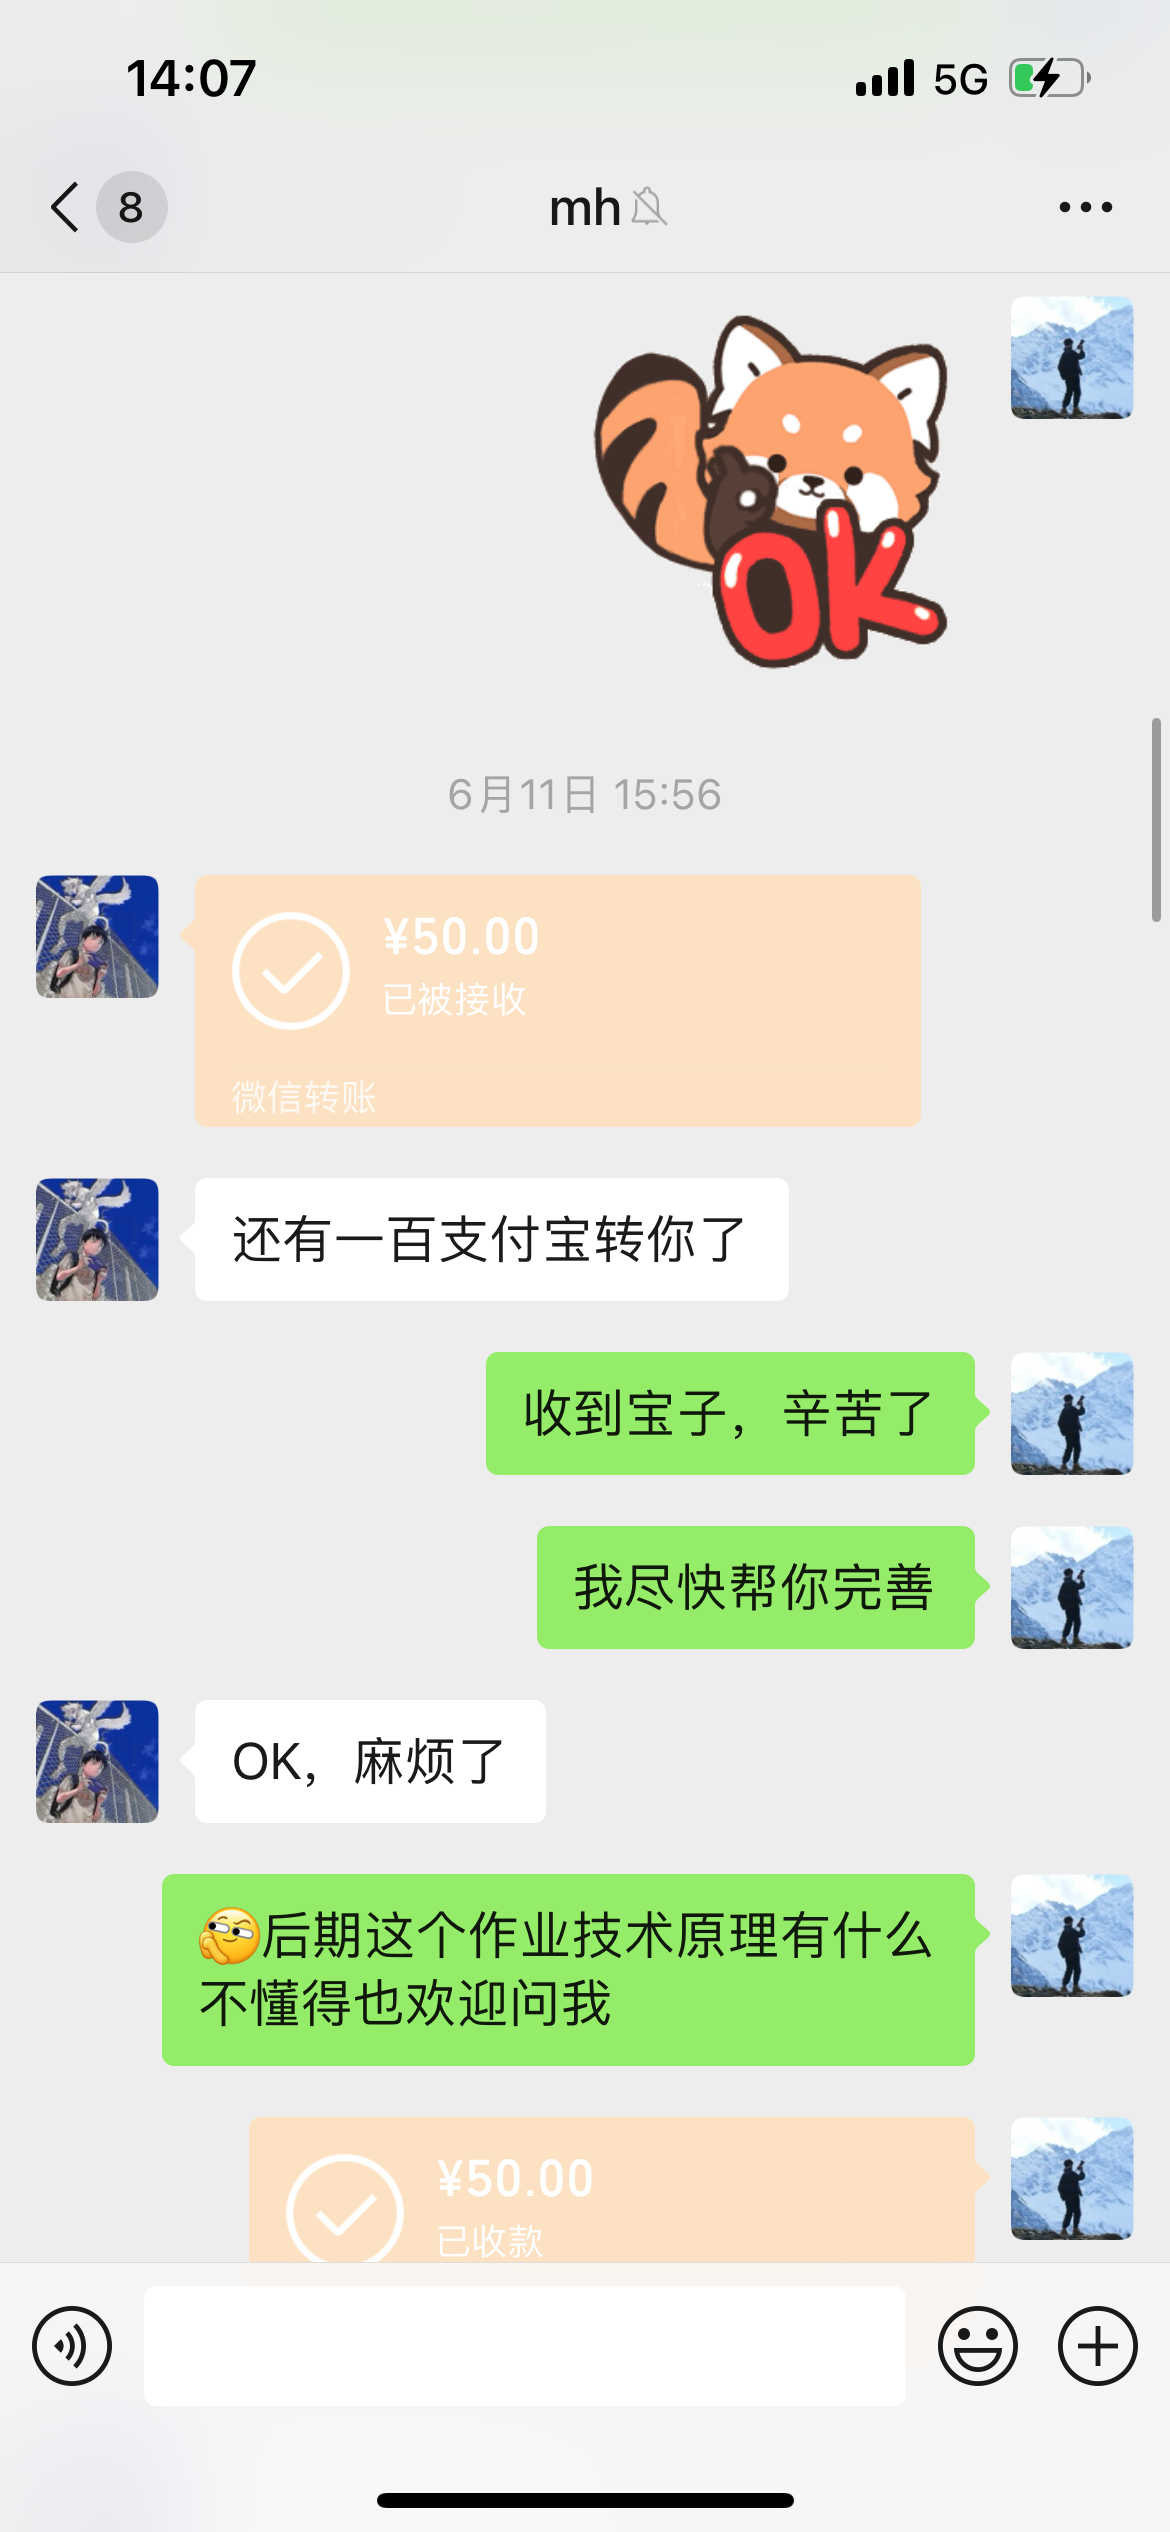 14:07
5G
8
mh
OK
6月11日 15:56
¥50.00
已被接收
微信转账
还有一百支付宝转你了
收到宝子，辛苦了
我尽快帮你完善
OK，麻烦了
后期这个作业技术原理有什么
不懂得也欢迎问我
¥50.00
已收款